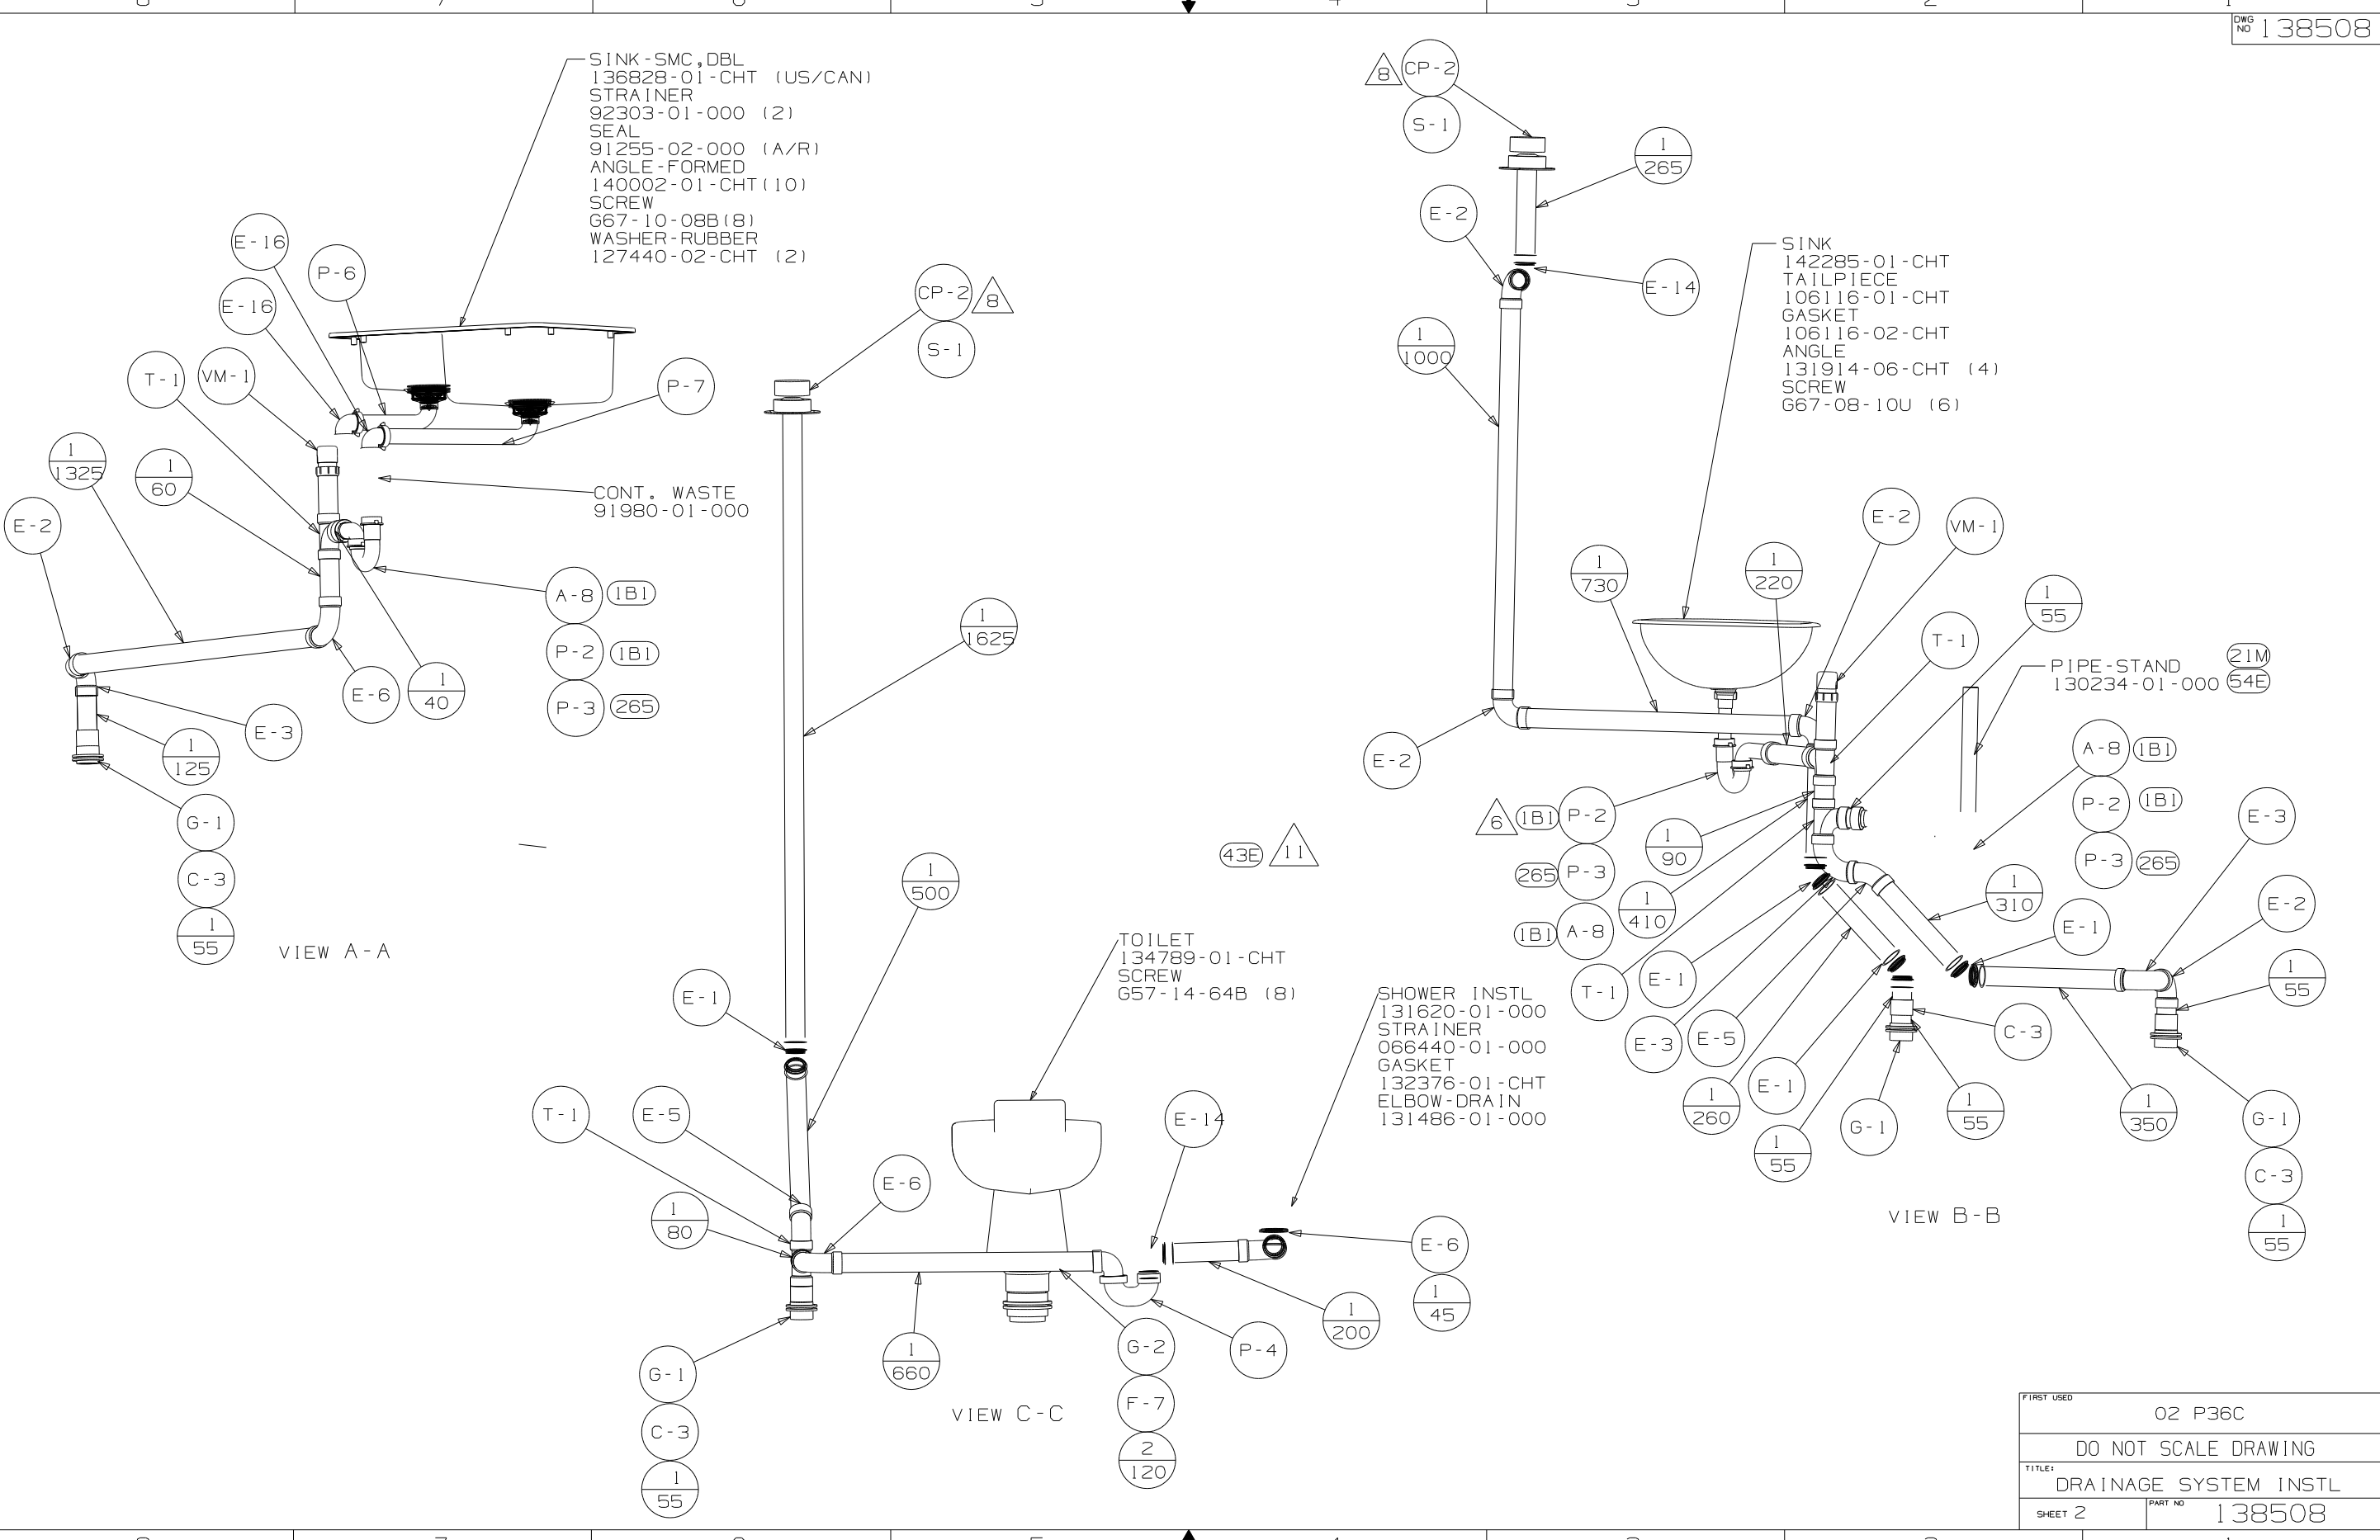 DWG NO 138508
SINK-SMC,DBL
136828-01-CHT (US/CAN)
STRAINER
92303-01-000 (2)
SEAL
91255-02-000 (A/R)
ANGLE-FORMED
140002-01-CHT(10)
SCREW
G67-10-08B(8)
WASHER-RUBBER
127440-02-CHT (2)
E-16
P-6
E-16
T-1
VM-1
P-7
1
1325
1
60
E-2
CONT. WASTE
91980-01-000
A-8 1B1
P-2 1B1
P-3 265
E-6
1
40
E-3
1
125
G-1
C-3
1
55
VIEW A-A
CP-2 8
S-1
1
1625
1
500
43E 11
E-1
TOILET
134789-01-CHT
SCREW
G57-14-64B (8)
SHOWER INSTL
131620-01-000
STRAINER
066440-01-000
GASKET
132376-01-CHT
ELBOW-DRAIN
131486-01-000
T-1
E-5
E-14
E-6
1
80
E-6
1
45
1
200
P-4
1
660
G-2
F-7
2
120
G-1
C-3
1
55
VIEW C-C
8 CP-2
S-1
1
265
E-2
E-14
1
1000
SINK
142285-01-CHT
TAILPIECE
106116-01-CHT
GASKET
106116-02-CHT
ANGLE
131914-06-CHT (4)
SCREW
G67-08-10U (6)
E-2
VM-1
1
730
1
220
1
55
T-1
PIPE-STAND 21M
130234-01-000 54E
E-2
A-8 1B1
P-2 1B1
P-3 265
E-3
6 1B1 P-2
265 P-3
1B1 A-8
1
90
1
410
1
310
E-2
E-1
1
55
T-1
E-1
E-3
E-5
C-3
E-1
1
260
1
55
G-1
1
55
1
350
G-1
C-3
1
55
VIEW B-B
FIRST USED
02 P36C
DO NOT SCALE DRAWING
TITLE:
DRAINAGE SYSTEM INSTL
SHEET 2
PART NO 138508